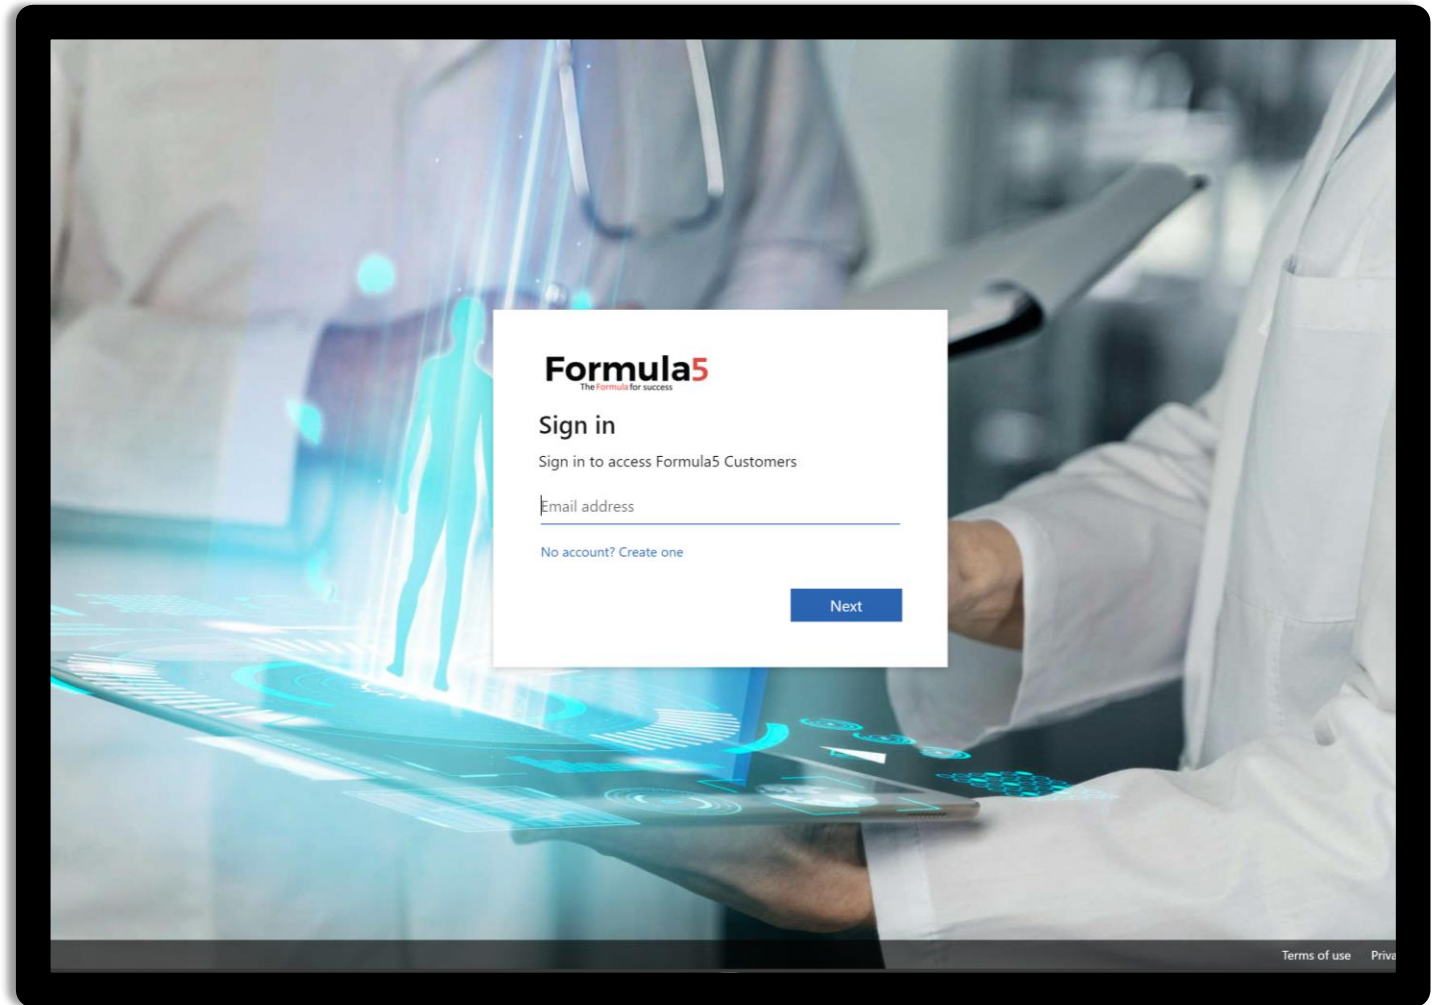 Formula5
The Formula for success
Sign in
Sign in to access Formula5 Customers
Email address
No account? Create one
Next
Terms of use Priva